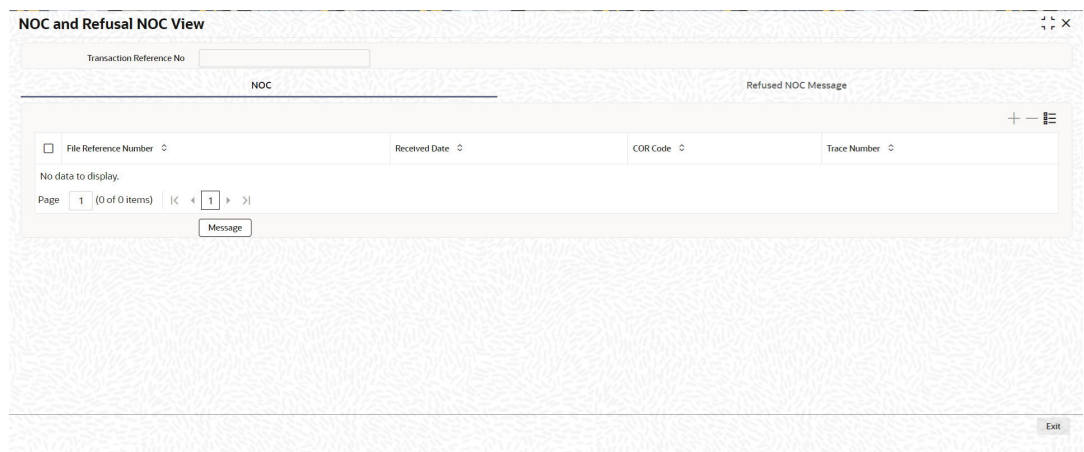 NOC and Refusal NOC View
Transaction Reference No
NOC Refused NOC Message
File Reference Number Received Date COR Code Trace Number
No data to display.
Page 1 (0 of 0 items) 1
Message
Exit